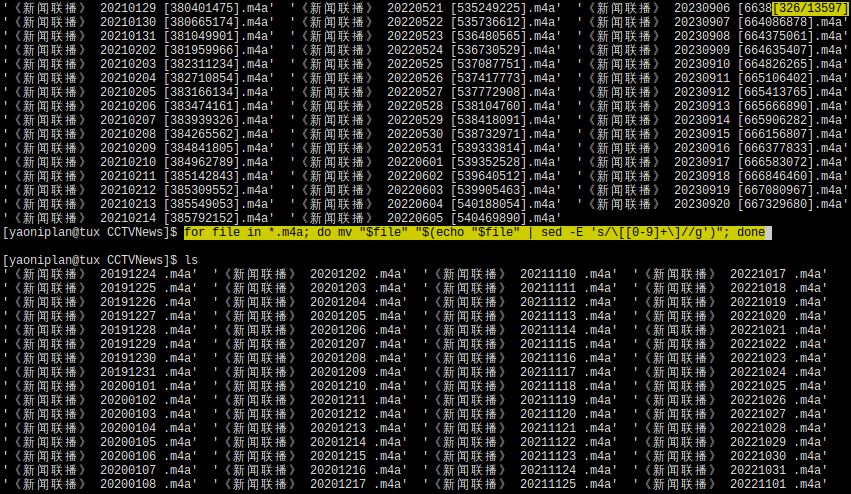 '《新闻联播》 20210129 [380401475].m4a'  '《新闻联播》 20220521 [535249225].m4a'  '《新闻联播》 20230906 [6638[326/13597]
'《新闻联播》 20210130 [380665174].m4a'  '《新闻联播》 20220522 [535736612].m4a'  '《新闻联播》 20230907 [664086878].m4a'
'《新闻联播》 20210131 [381049901].m4a'  '《新闻联播》 20220523 [536480565].m4a'  '《新闻联播》 20230908 [664375061].m4a'
'《新闻联播》 20210202 [381959966].m4a'  '《新闻联播》 20220524 [536730529].m4a'  '《新闻联播》 20230909 [664635407].m4a'
'《新闻联播》 20210203 [382311234].m4a'  '《新闻联播》 20220525 [537087751].m4a'  '《新闻联播》 20230910 [664826265].m4a'
'《新闻联播》 20210204 [382710854].m4a'  '《新闻联播》 20220526 [537417773].m4a'  '《新闻联播》 20230911 [665106402].m4a'
'《新闻联播》 20210205 [383166134].m4a'  '《新闻联播》 20220527 [537772908].m4a'  '《新闻联播》 20230912 [665413765].m4a'
'《新闻联播》 20210206 [383474161].m4a'  '《新闻联播》 20220528 [538104760].m4a'  '《新闻联播》 20230913 [665666890].m4a'
'《新闻联播》 20210207 [383939326].m4a'  '《新闻联播》 20220529 [538418091].m4a'  '《新闻联播》 20230914 [665906282].m4a'
'《新闻联播》 20210208 [384265562].m4a'  '《新闻联播》 20220530 [538732971].m4a'  '《新闻联播》 20230915 [666156807].m4a'
'《新闻联播》 20210209 [384841805].m4a'  '《新闻联播》 20220531 [539333814].m4a'  '《新闻联播》 20230916 [666377833].m4a'
'《新闻联播》 20210210 [384962789].m4a'  '《新闻联播》 20220601 [539352528].m4a'  '《新闻联播》 20230917 [666583072].m4a'
'《新闻联播》 20210211 [385142843].m4a'  '《新闻联播》 20220602 [539640512].m4a'  '《新闻联播》 20230918 [666846460].m4a'
'《新闻联播》 20210212 [385309552].m4a'  '《新闻联播》 20220603 [539905463].m4a'  '《新闻联播》 20230919 [667080967].m4a'
'《新闻联播》 20210213 [385549053].m4a'  '《新闻联播》 20220604 [540188054].m4a'  '《新闻联播》 20230920 [667329680].m4a'
'《新闻联播》 20210214 [385792152].m4a'  '《新闻联播》 20220605 [540469890].m4a'
[yaoniplan@tux CCTVNews]$ for file in *.m4a; do mv "$file" "$(echo "$file" | sed -E 's/\[[0-9]+\]//g')"; done
[yaoniplan@tux CCTVNews]$ ls
'《新闻联播》 20191224 .m4a'  '《新闻联播》 20201202 .m4a'  '《新闻联播》 20211110 .m4a'  '《新闻联播》 20221017 .m4a'
'《新闻联播》 20191225 .m4a'  '《新闻联播》 20201203 .m4a'  '《新闻联播》 20211111 .m4a'  '《新闻联播》 20221018 .m4a'
'《新闻联播》 20191226 .m4a'  '《新闻联播》 20201204 .m4a'  '《新闻联播》 20211112 .m4a'  '《新闻联播》 20221019 .m4a'
'《新闻联播》 20191227 .m4a'  '《新闻联播》 20201205 .m4a'  '《新闻联播》 20211113 .m4a'  '《新闻联播》 20221020 .m4a'
'《新闻联播》 20191228 .m4a'  '《新闻联播》 20201206 .m4a'  '《新闻联播》 20211114 .m4a'  '《新闻联播》 20221021 .m4a'
'《新闻联播》 20191229 .m4a'  '《新闻联播》 20201207 .m4a'  '《新闻联播》 20211115 .m4a'  '《新闻联播》 20221022 .m4a'
'《新闻联播》 20191230 .m4a'  '《新闻联播》 20201208 .m4a'  '《新闻联播》 20211116 .m4a'  '《新闻联播》 20221023 .m4a'
'《新闻联播》 20191231 .m4a'  '《新闻联播》 20201209 .m4a'  '《新闻联播》 20211117 .m4a'  '《新闻联播》 20221024 .m4a'
'《新闻联播》 20200101 .m4a'  '《新闻联播》 20201210 .m4a'  '《新闻联播》 20211118 .m4a'  '《新闻联播》 20221025 .m4a'
'《新闻联播》 20200102 .m4a'  '《新闻联播》 20201211 .m4a'  '《新闻联播》 20211119 .m4a'  '《新闻联播》 20221026 .m4a'
'《新闻联播》 20200103 .m4a'  '《新闻联播》 20201212 .m4a'  '《新闻联播》 20211120 .m4a'  '《新闻联播》 20221027 .m4a'
'《新闻联播》 20200104 .m4a'  '《新闻联播》 20201213 .m4a'  '《新闻联播》 20211121 .m4a'  '《新闻联播》 20221028 .m4a'
'《新闻联播》 20200105 .m4a'  '《新闻联播》 20201214 .m4a'  '《新闻联播》 20211122 .m4a'  '《新闻联播》 20221029 .m4a'
'《新闻联播》 20200106 .m4a'  '《新闻联播》 20201215 .m4a'  '《新闻联播》 20211123 .m4a'  '《新闻联播》 20221030 .m4a'
'《新闻联播》 20200107 .m4a'  '《新闻联播》 20201216 .m4a'  '《新闻联播》 20211124 .m4a'  '《新闻联播》 20221031 .m4a'
'《新闻联播》 20200108 .m4a'  '《新闻联播》 20201217 .m4a'  '《新闻联播》 20211125 .m4a'  '《新闻联播》 20221101 .m4a'